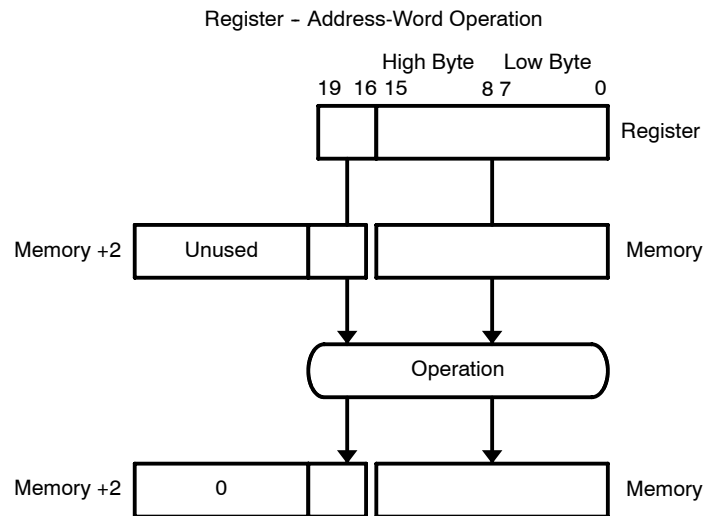 Register – Address-Word Operation
High Byte Low Byte
19 16 15 8 7 0
Register
Memory +2 Unused Memory
Operation
Memory +2 0 Memory